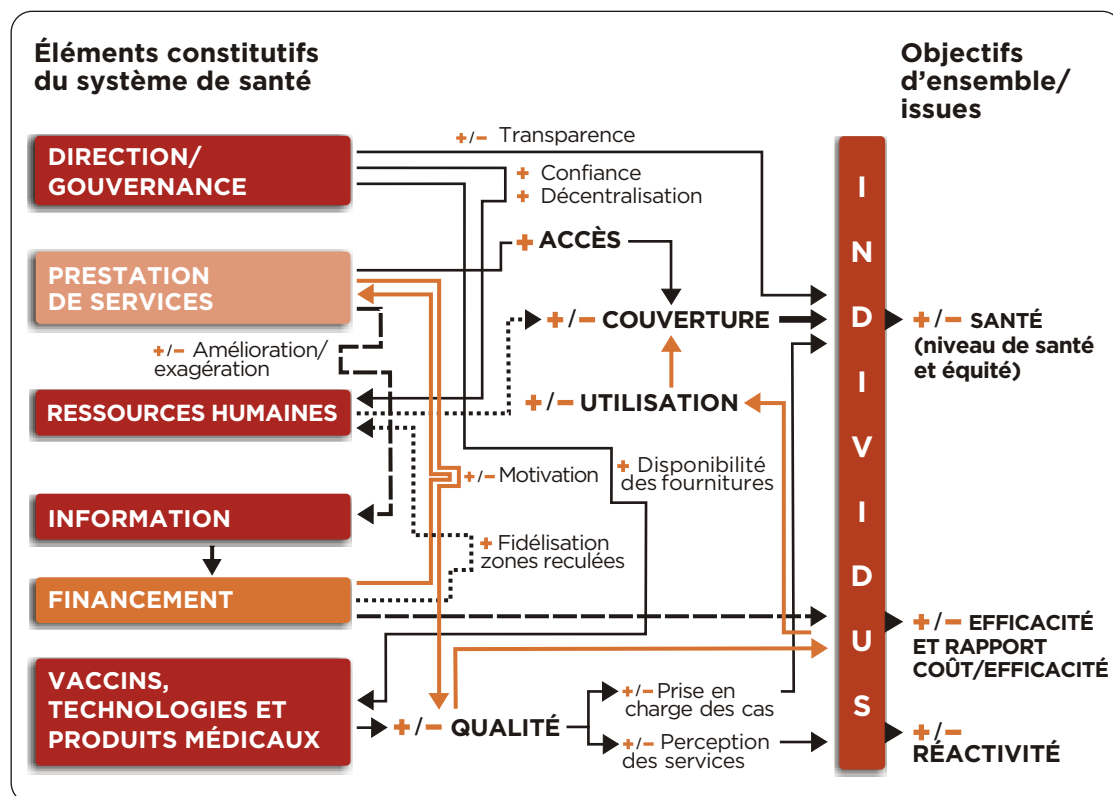 Éléments constitutifs
du système de santé
Objectifs
d'ensemble/
issues
DIRECTION/
GOUVERNANCE
+/− Transparence
+ Confiance
+ Décentralisation
PRESTATION
DE SERVICES
+ ACCÈS
+/− COUVERTURE
+/− Amélioration/
exagération
+/− UTILISATION
RESSOURCES HUMAINES
+/− Motivation
+ Disponibilité
des fournitures
INFORMATION
+ Fidélisation
zones reculées
FINANCEMENT
VACCINS,
TECHNOLOGIES ET
PRODUITS MÉDICAUX
+/− QUALITÉ
+/− Prise en
charge des cas
+/− Perception
des services
I
N
D
I
V
I
D
U
S
+/− SANTÉ
(niveau de santé
et équité)
+/− EFFICACITÉ
ET RAPPORT
COÛT/EFFICACITÉ
+/−
RÉACTIVITÉ